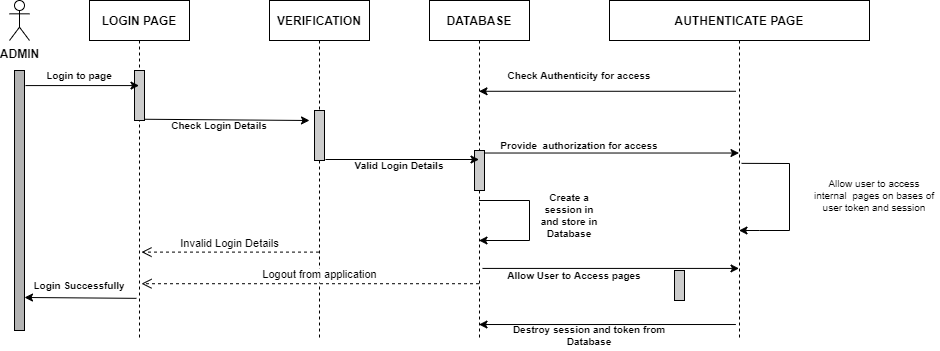 LOGIN PAGE
VERIFICATION
DATABASE
AUTHENTICATE PAGE
ADMIN
Login to page
Check Authenticity for access
Check Login Details
Provide authorization for access
Valid Login Details
Allow user to access
internal pages on bases of
user token and session
Create a
session in
and store in
Database
Invalid Login Details
Logout from application
Allow User to Access pages
Login Successfully
Destroy session and token from
Database